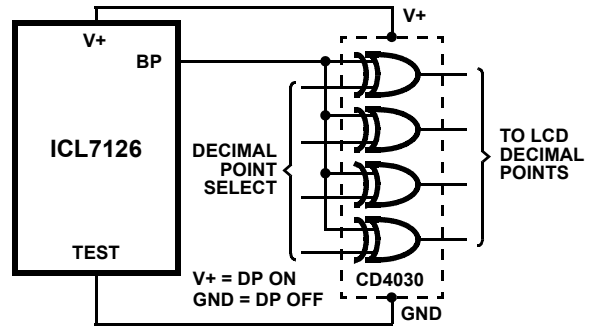 V+
V+
BP
ICL7126
DECIMAL
POINT
SELECT
TO LCD
DECIMAL
POINTS
TEST
V+ = DP ON
GND = DP OFF
CD4030
GND